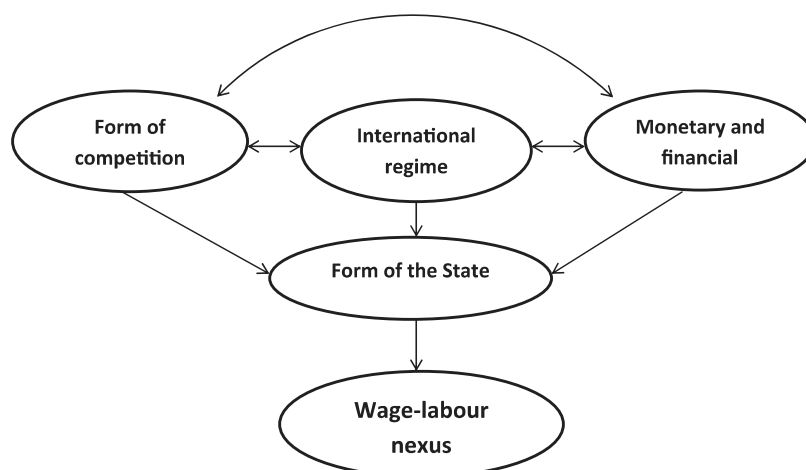 Form of
competition
International
regime
Monetary and
financial
Form of the State
Wage-labour
nexus